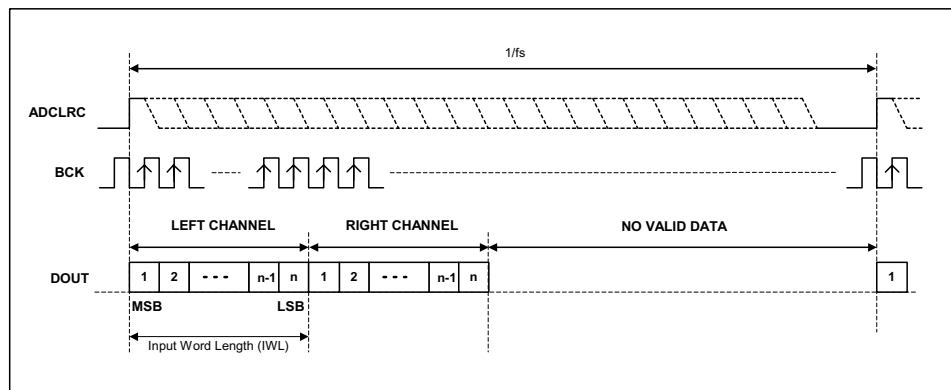 1/fs
ADCLRC
BCK
LEFT CHANNEL RIGHT CHANNEL NO VALID DATA
DOUT 1 2 n-1 n 1 2 n-1 n 1
MSB LSB
Input Word Length (IWL)